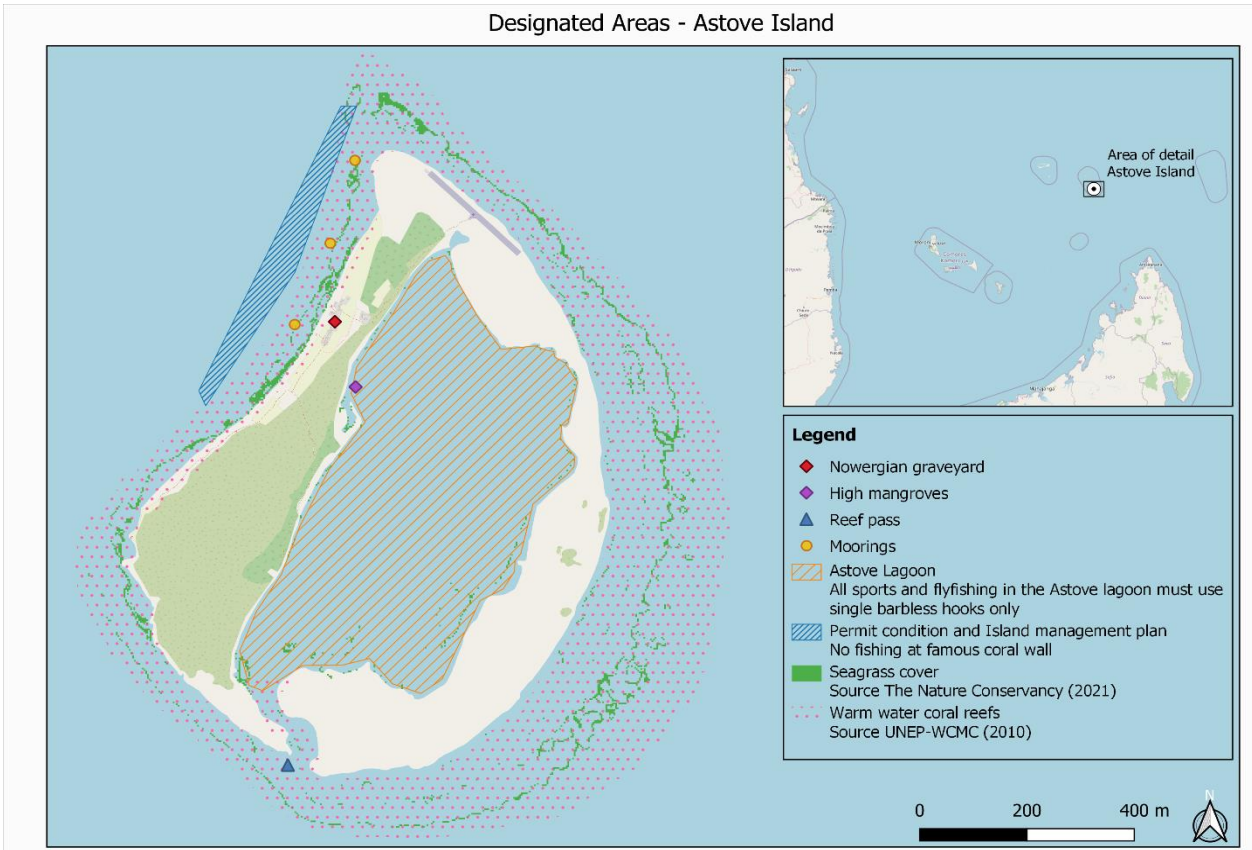 Designated Areas - Astove Island
Area of detail
Astove Island
Legend
Nowergian graveyard
High mangroves
Reef pass
Moorings
Astove Lagoon
All sports and flyfishing in the Astove lagoon must use
single barbless hooks only
Permit condition and Island management plan
No fishing at famous coral wall
Seagrass cover
Source The Nature Conservancy (2021)
Warm water coral reefs
Source UNEP-WCMC (2010)
0 200 400 m
N